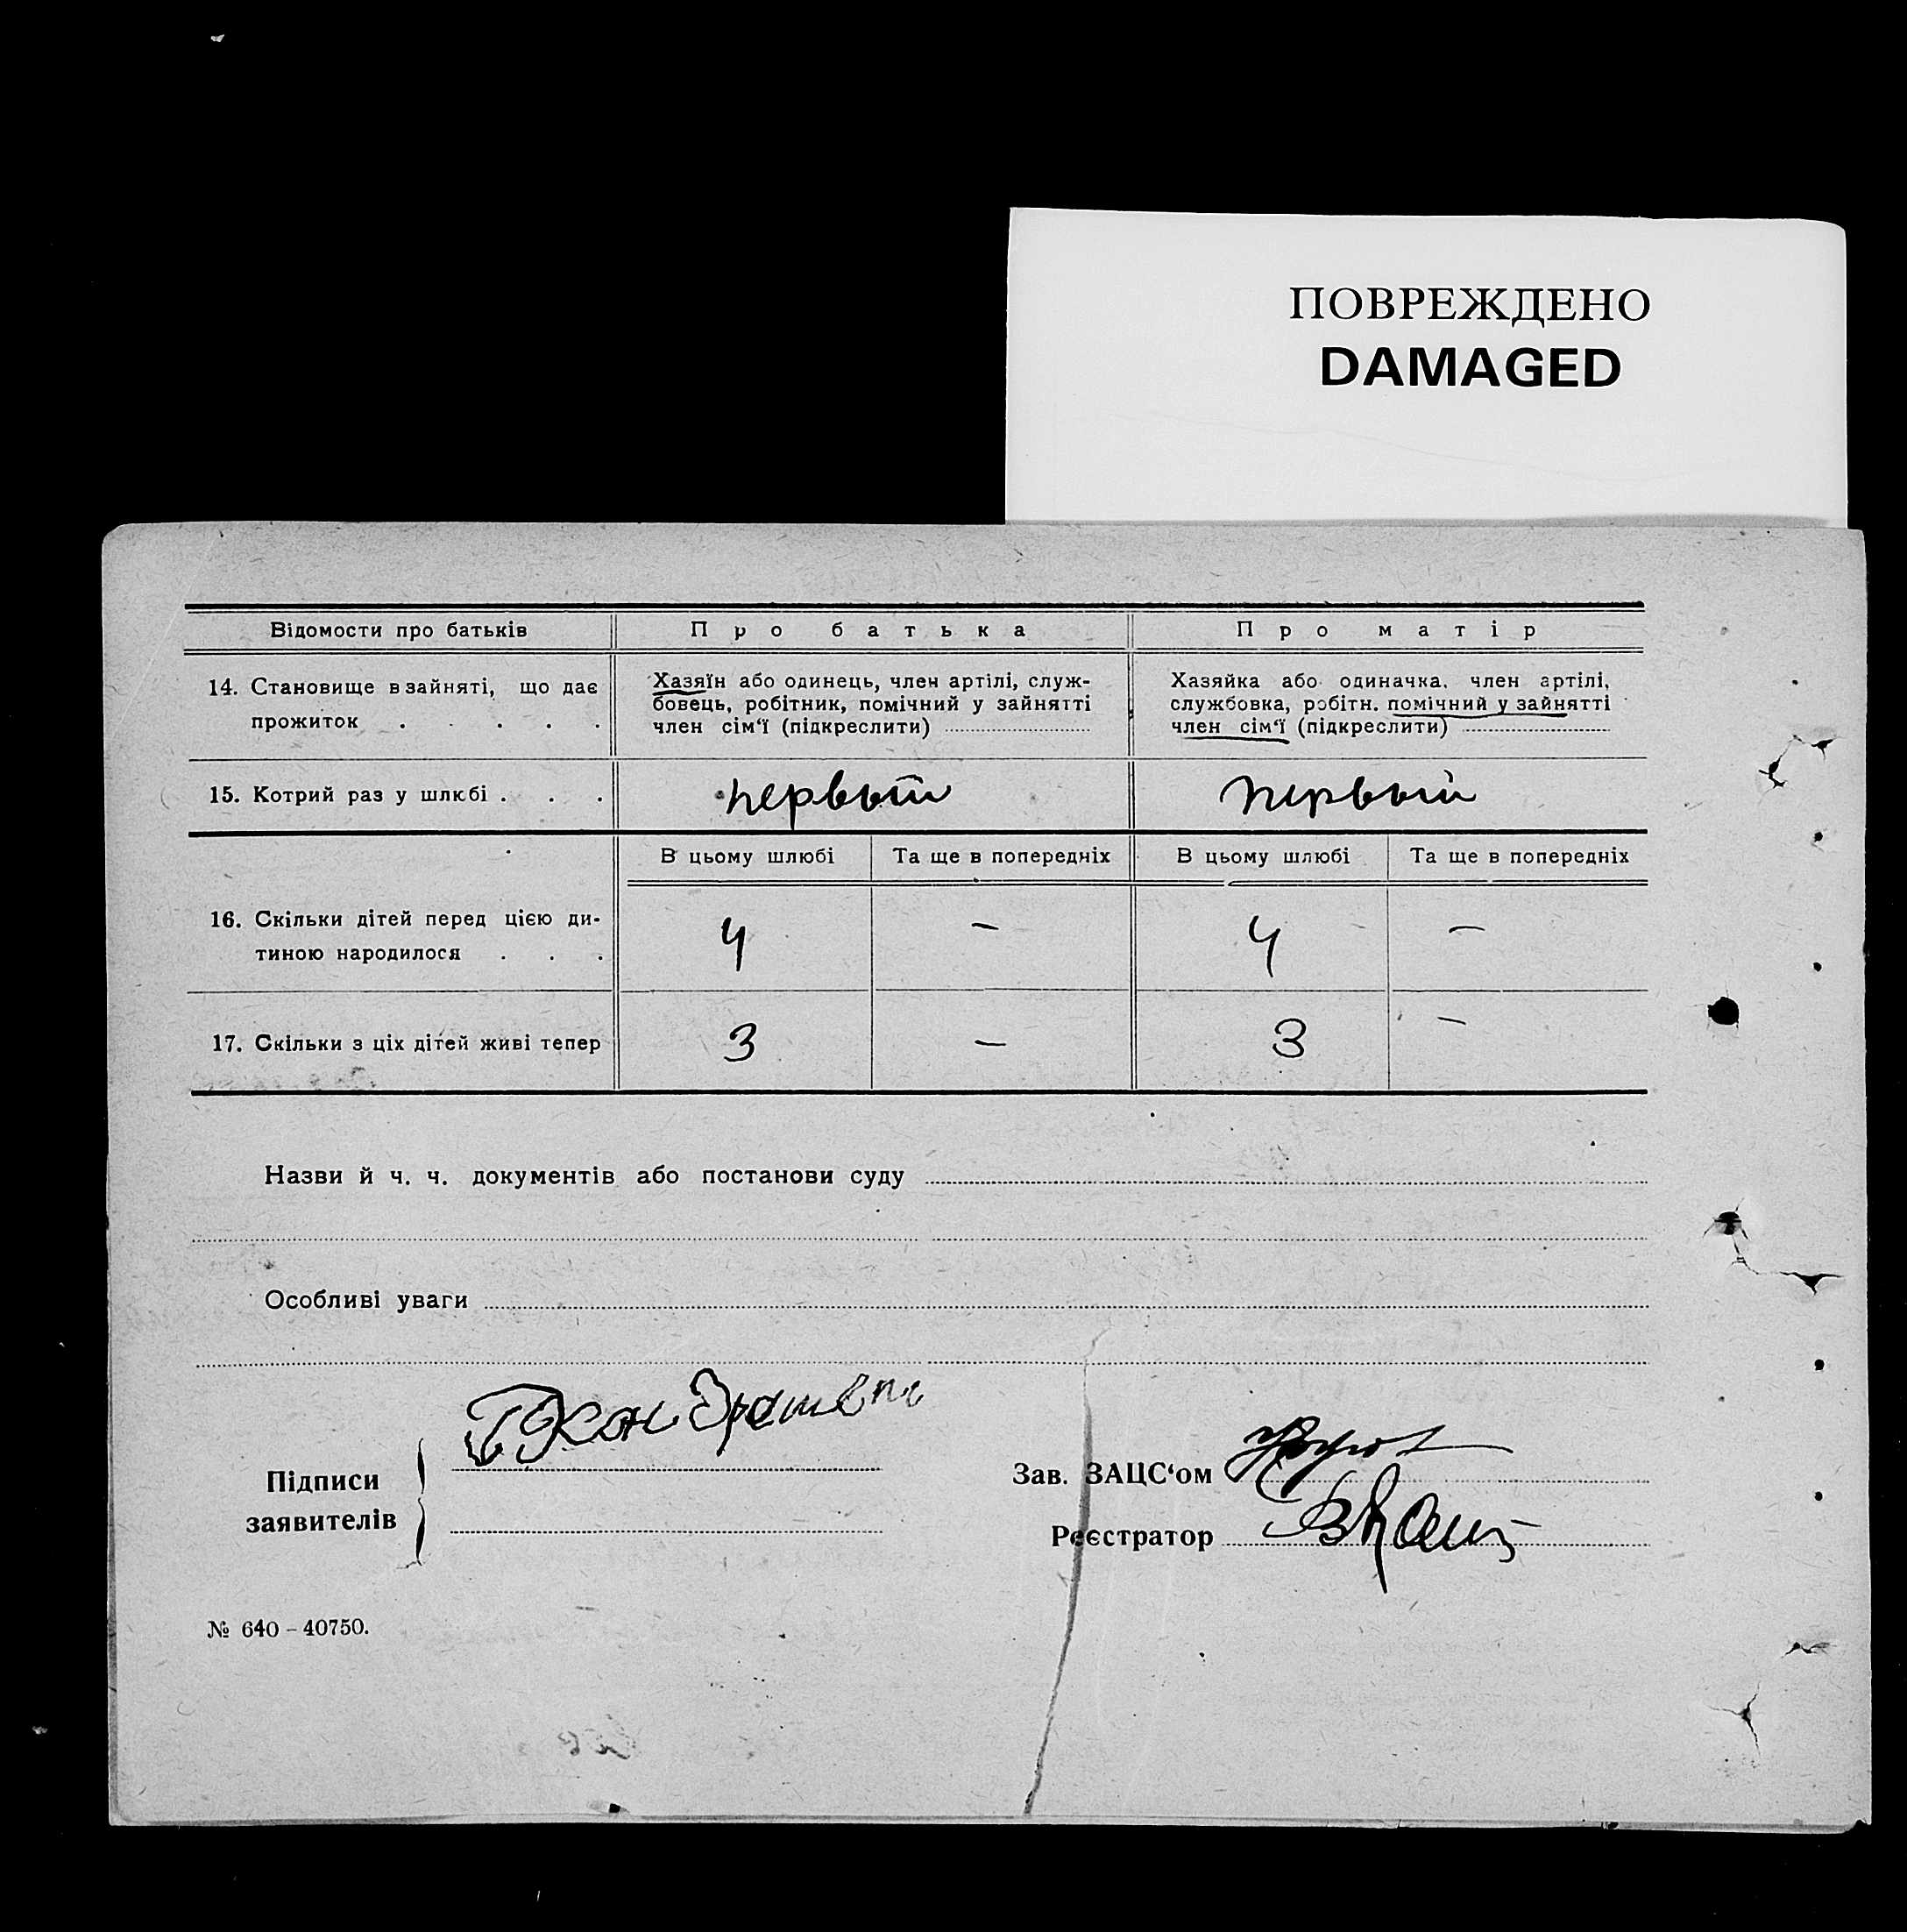 ПОВРЕЖДЕНО
DAMAGED
Відомости про батьків
Про батька
Про матір
14. Становище в зайняті, що дає
прожиток . . . . .
Хазяїн або одинець, член артілі, служ-
бовець, робітник, помічний у зайнятті
член сім'ї (підкреслити)
Хазяйка або одиначка, член артілі,
службовка, робітн. помічний у зайнятті
член сім'ї (підкреслити)
15. Котрий раз у шлюбі . . .
первый
первый
В цьому шлюбі
Та ще в попередніх
В цьому шлюбі
Та ще в попередніх
16. Скільки дітей перед цією ди-
тиною народилося . . .
4
–
4
–
17. Скільки з ціх дітей живі тепер
3
–
3
–
Назви й ч. ч. документів або постанови суду
Особливі уваги
Підписи
заявителів
Зав. ЗАЦС'ом
Реєстратор
№ 640 – 40750.